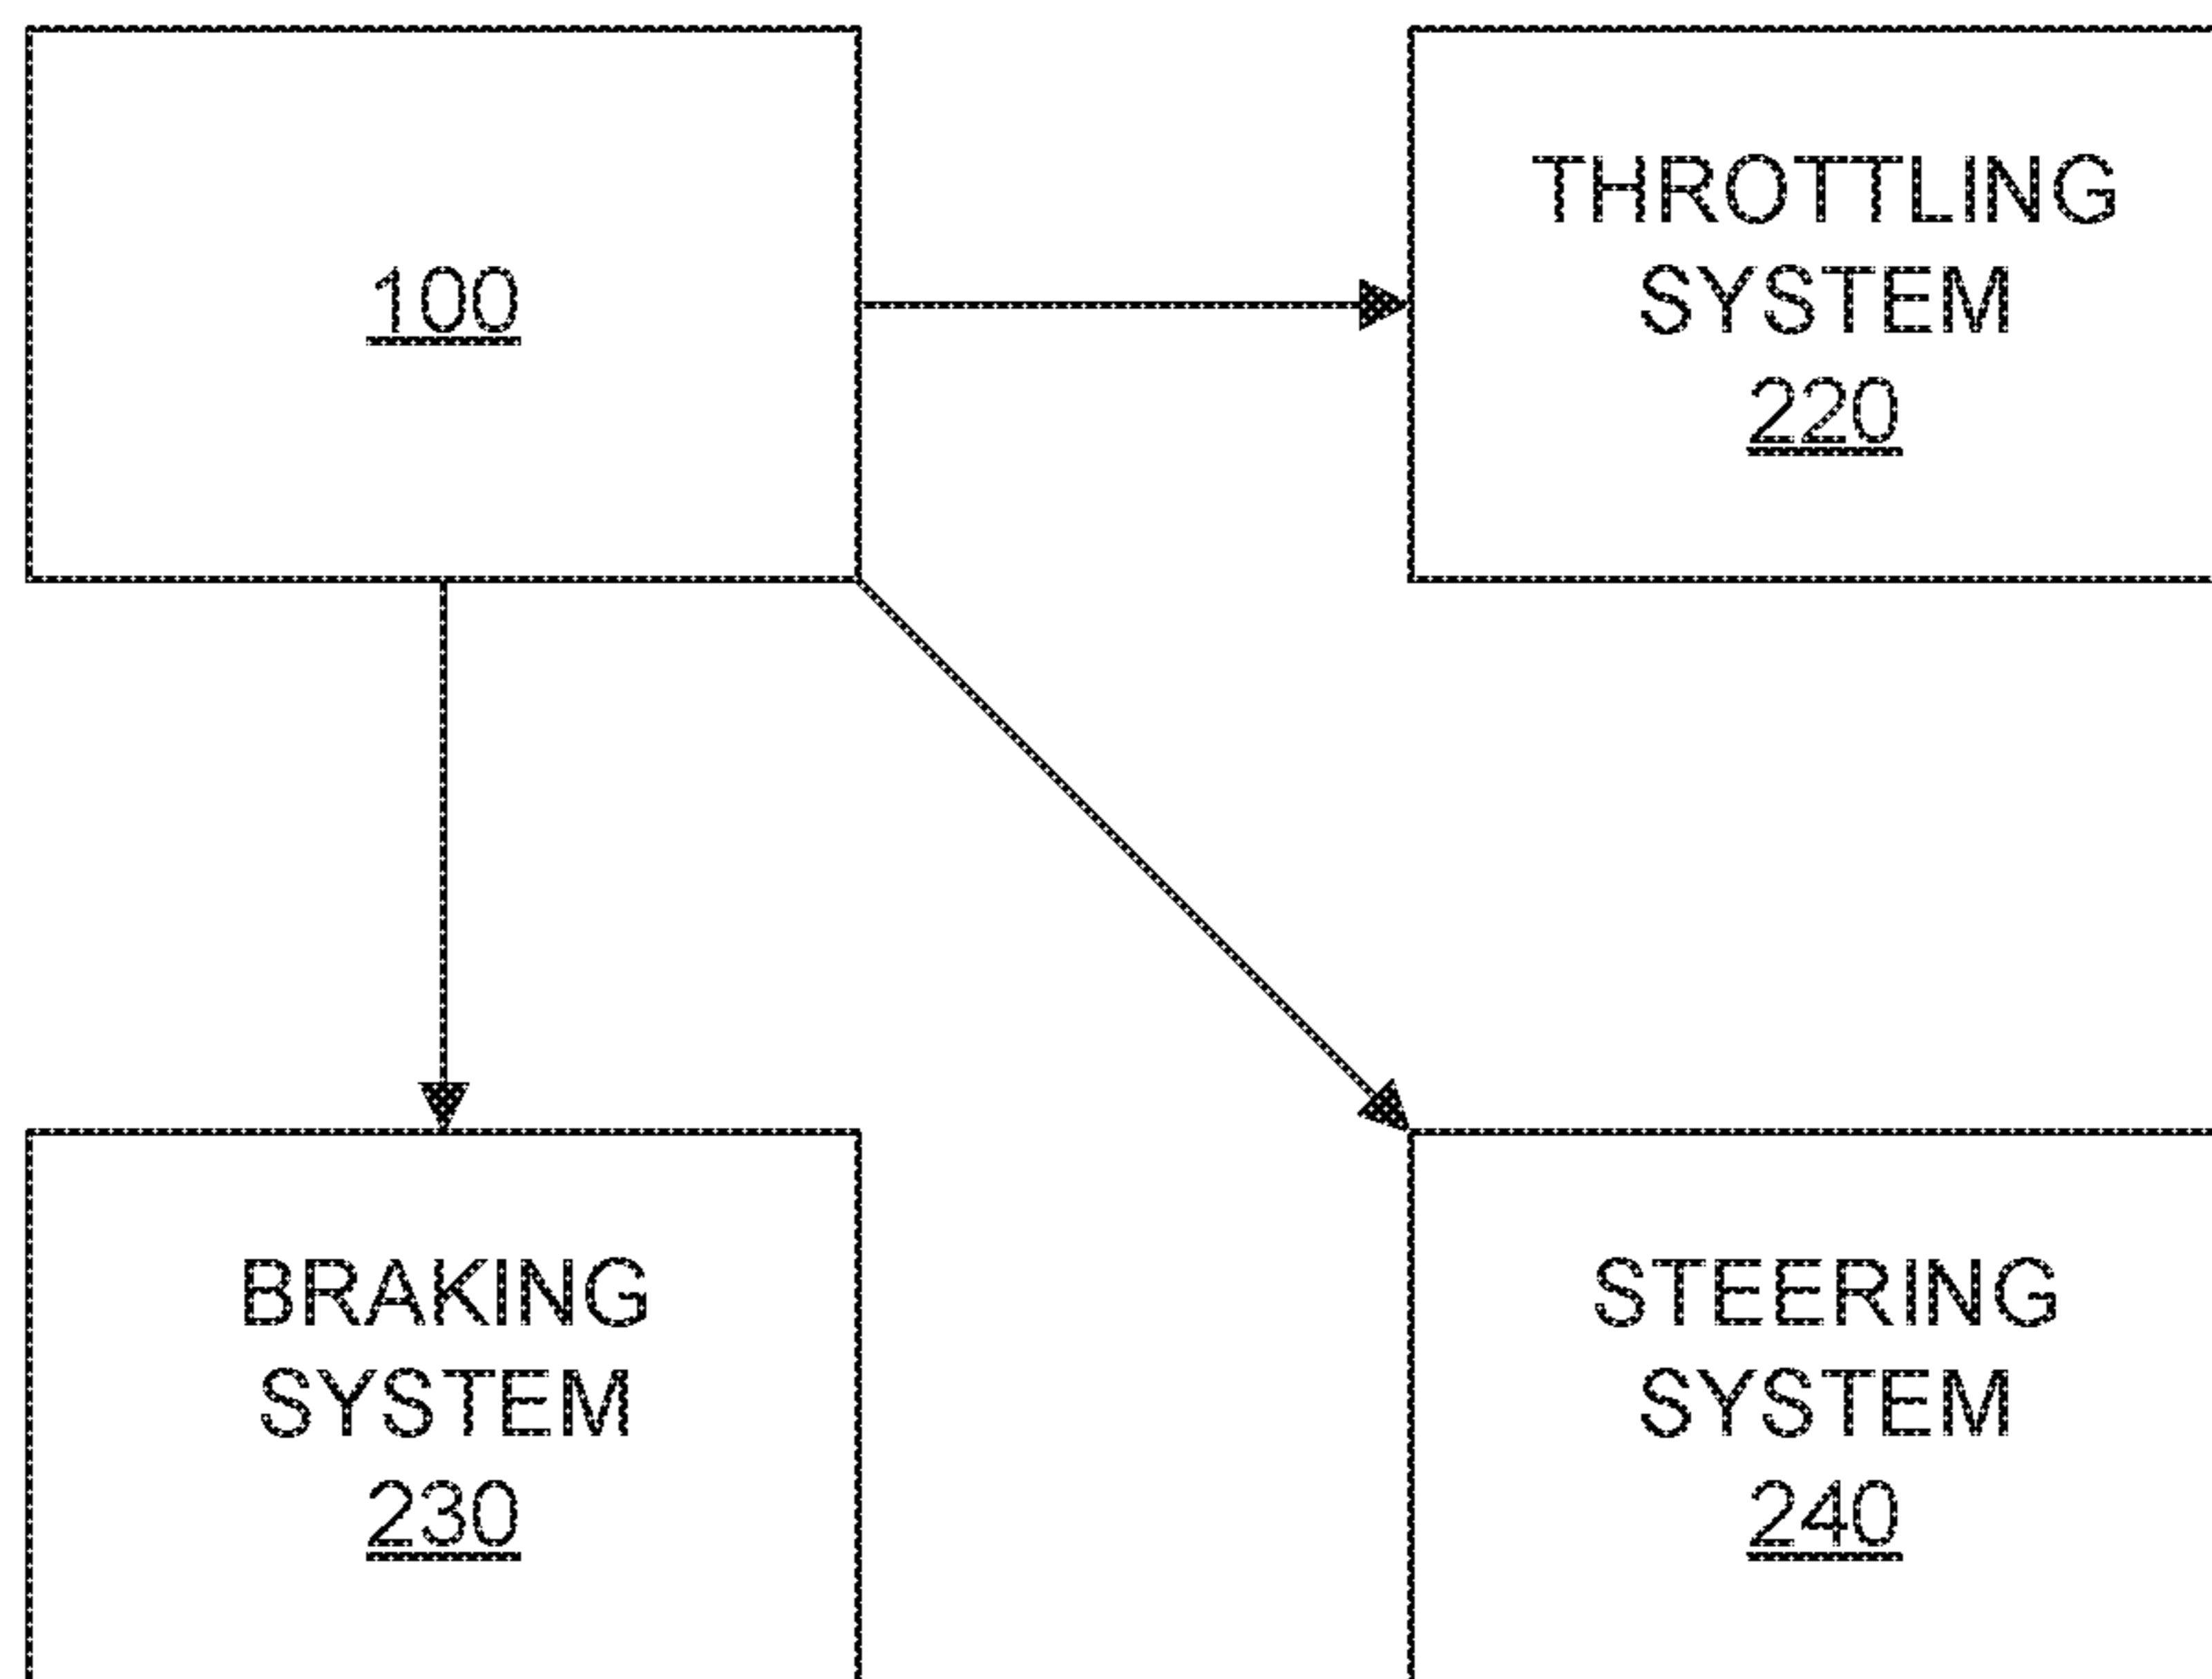 100
THROTTLING
SYSTEM
220
BRAKING
SYSTEM
230
STEERING
SYSTEM
240